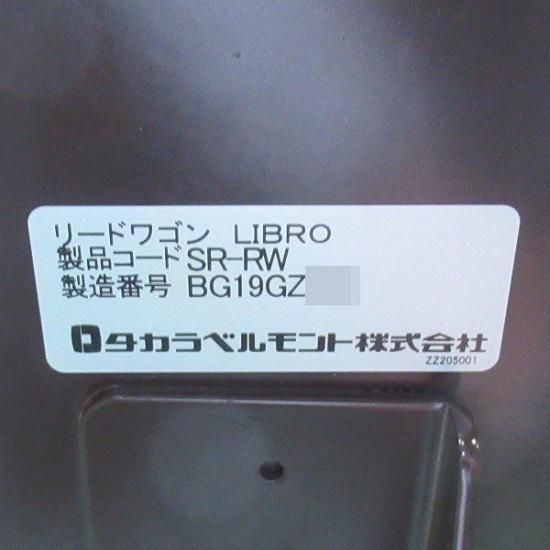 リードワゴン LIBRO
製品コード SR-RW
製造番号 BG19GZ
タカラベルモント株式会社
ZZ205001